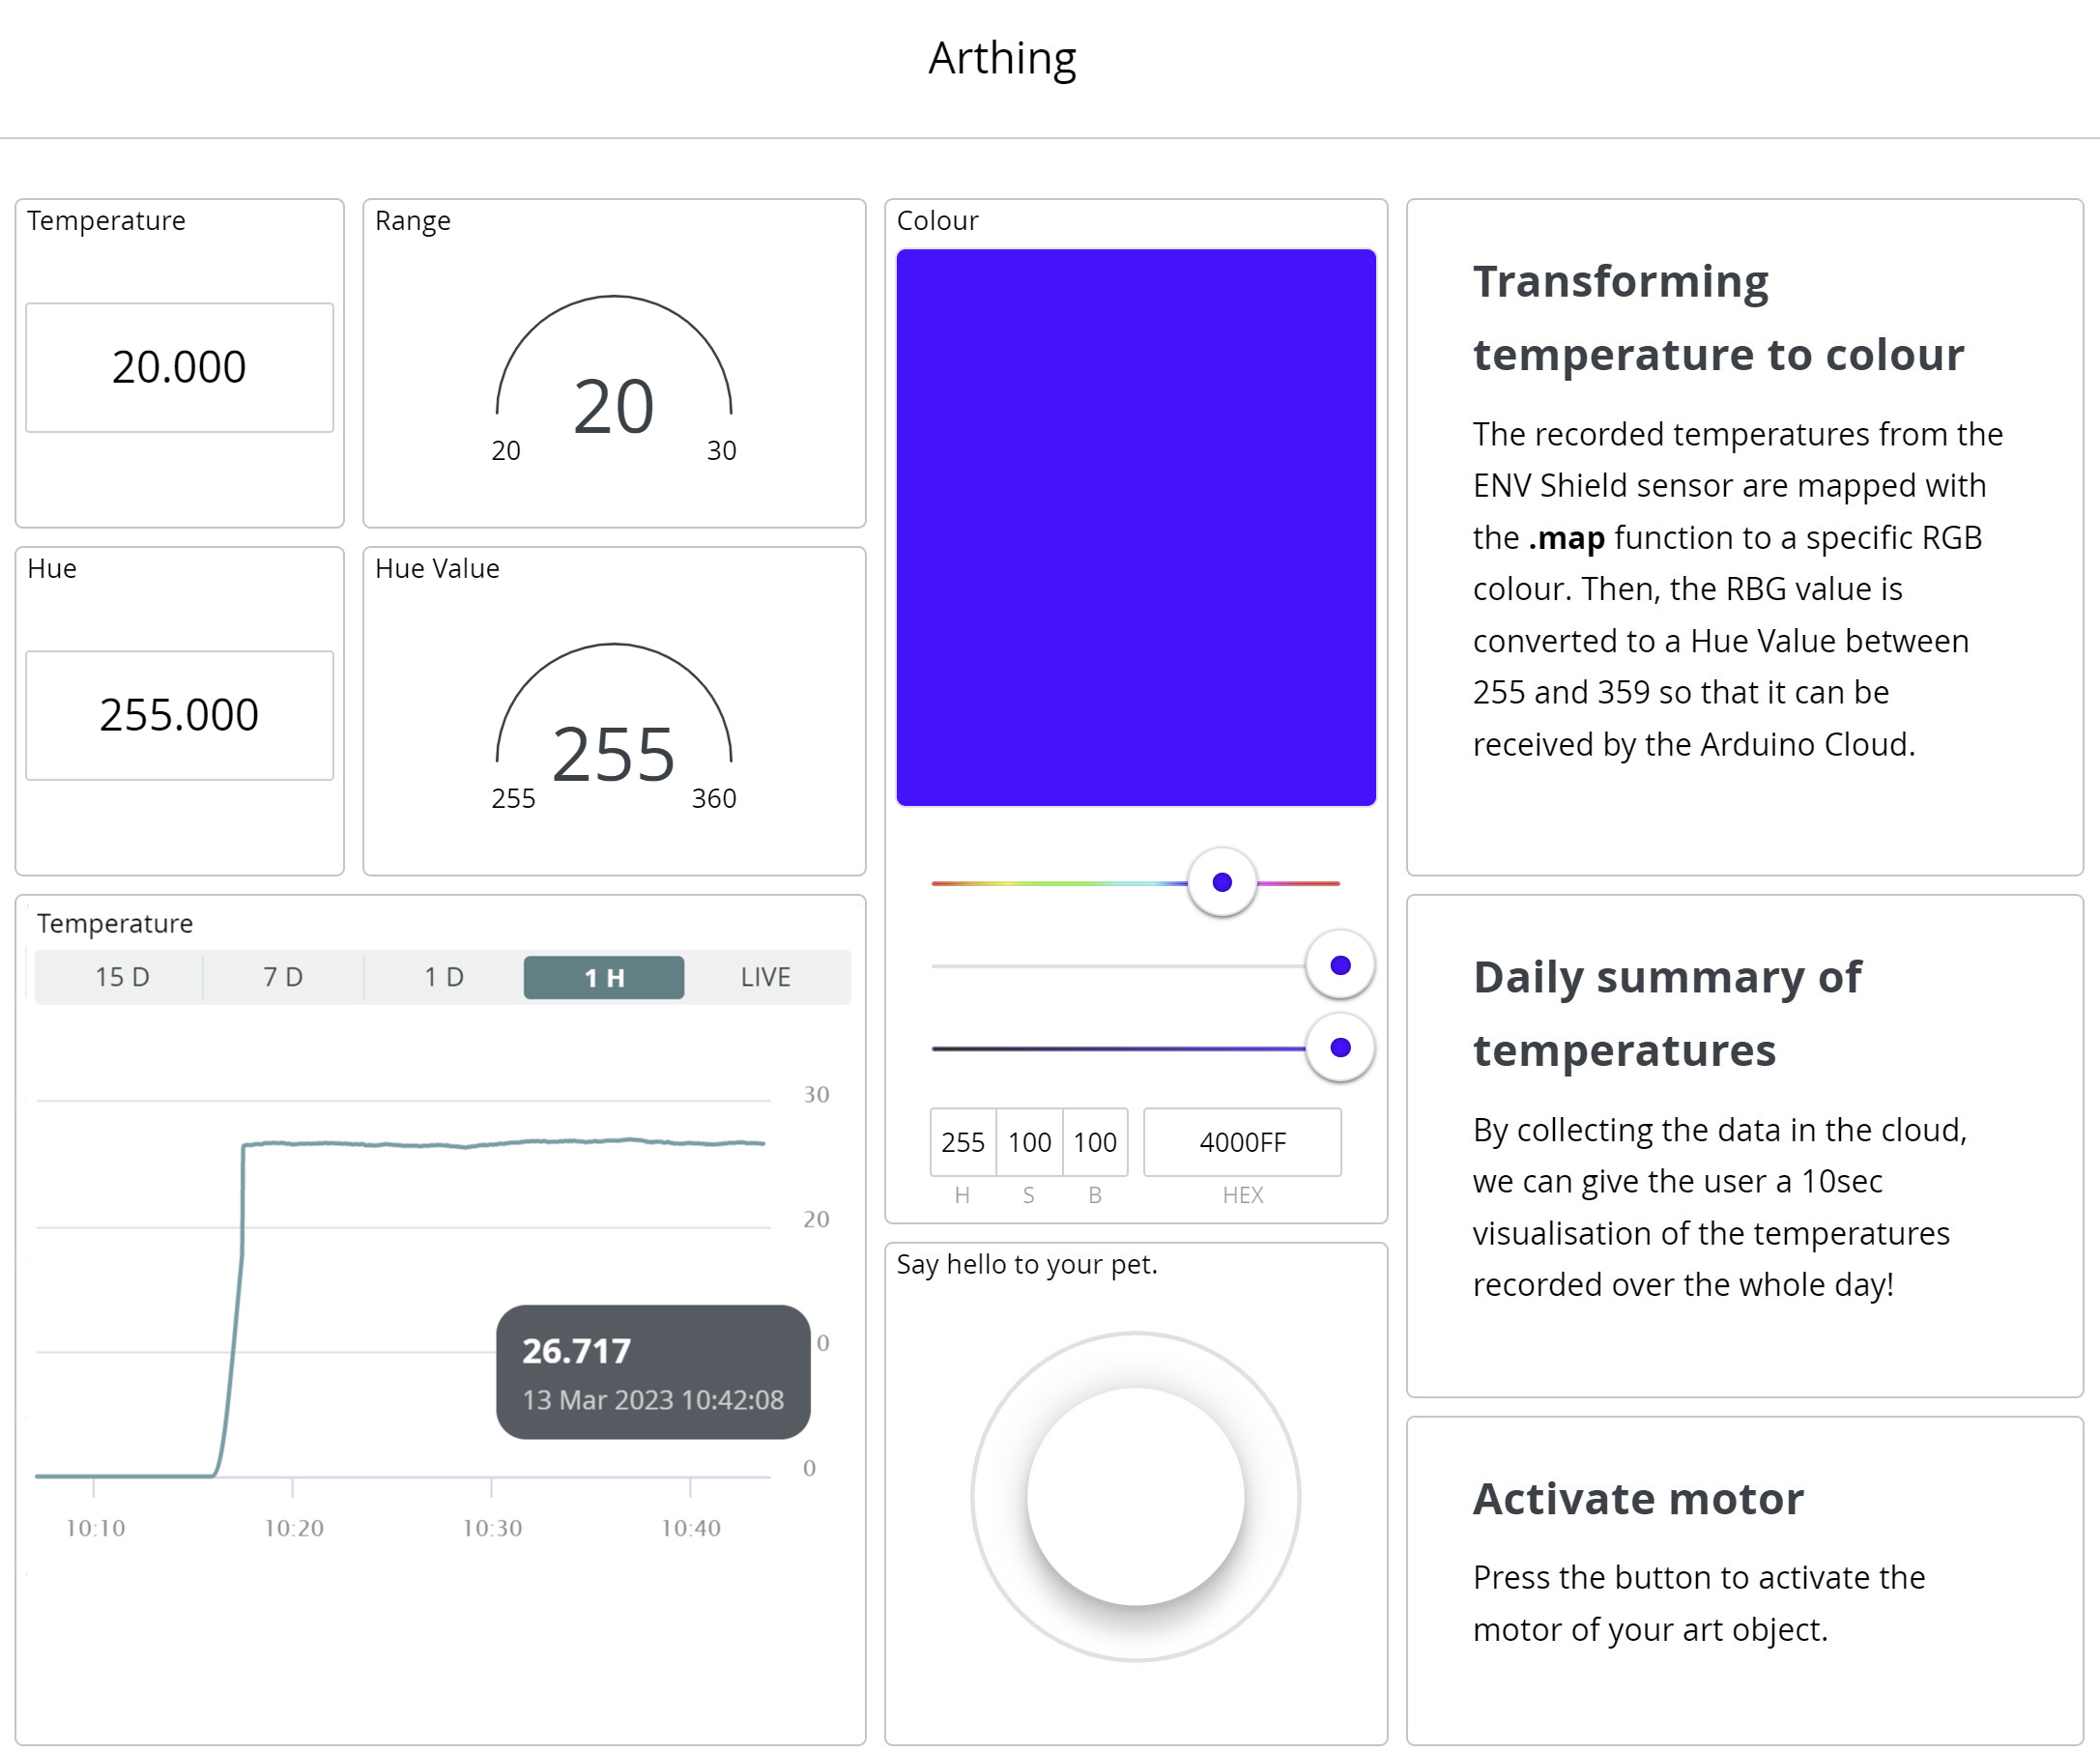 Arthing
Temperature
20.000
Range
20
20
30
Hue
255.000
Hue Value
255
255
360
Temperature
15 D
7 D
1 D
1 H
LIVE
30
20
0
0
26.717
13 Mar 2023 10:42:08
10:10
10:20
10:30
10:40
Colour
255
100
100
4000FF
H
S
B
HEX
Say hello to your pet.
Transforming
temperature to colour
The recorded temperatures from the
ENV Shield sensor are mapped with
the .map function to a specific RGB
colour. Then, the RBG value is
converted to a Hue Value between
255 and 359 so that it can be
received by the Arduino Cloud.
Daily summary of
temperatures
By collecting the data in the cloud,
we can give the user a 10sec
visualisation of the temperatures
recorded over the whole day!
Activate motor
Press the button to activate the
motor of your art object.